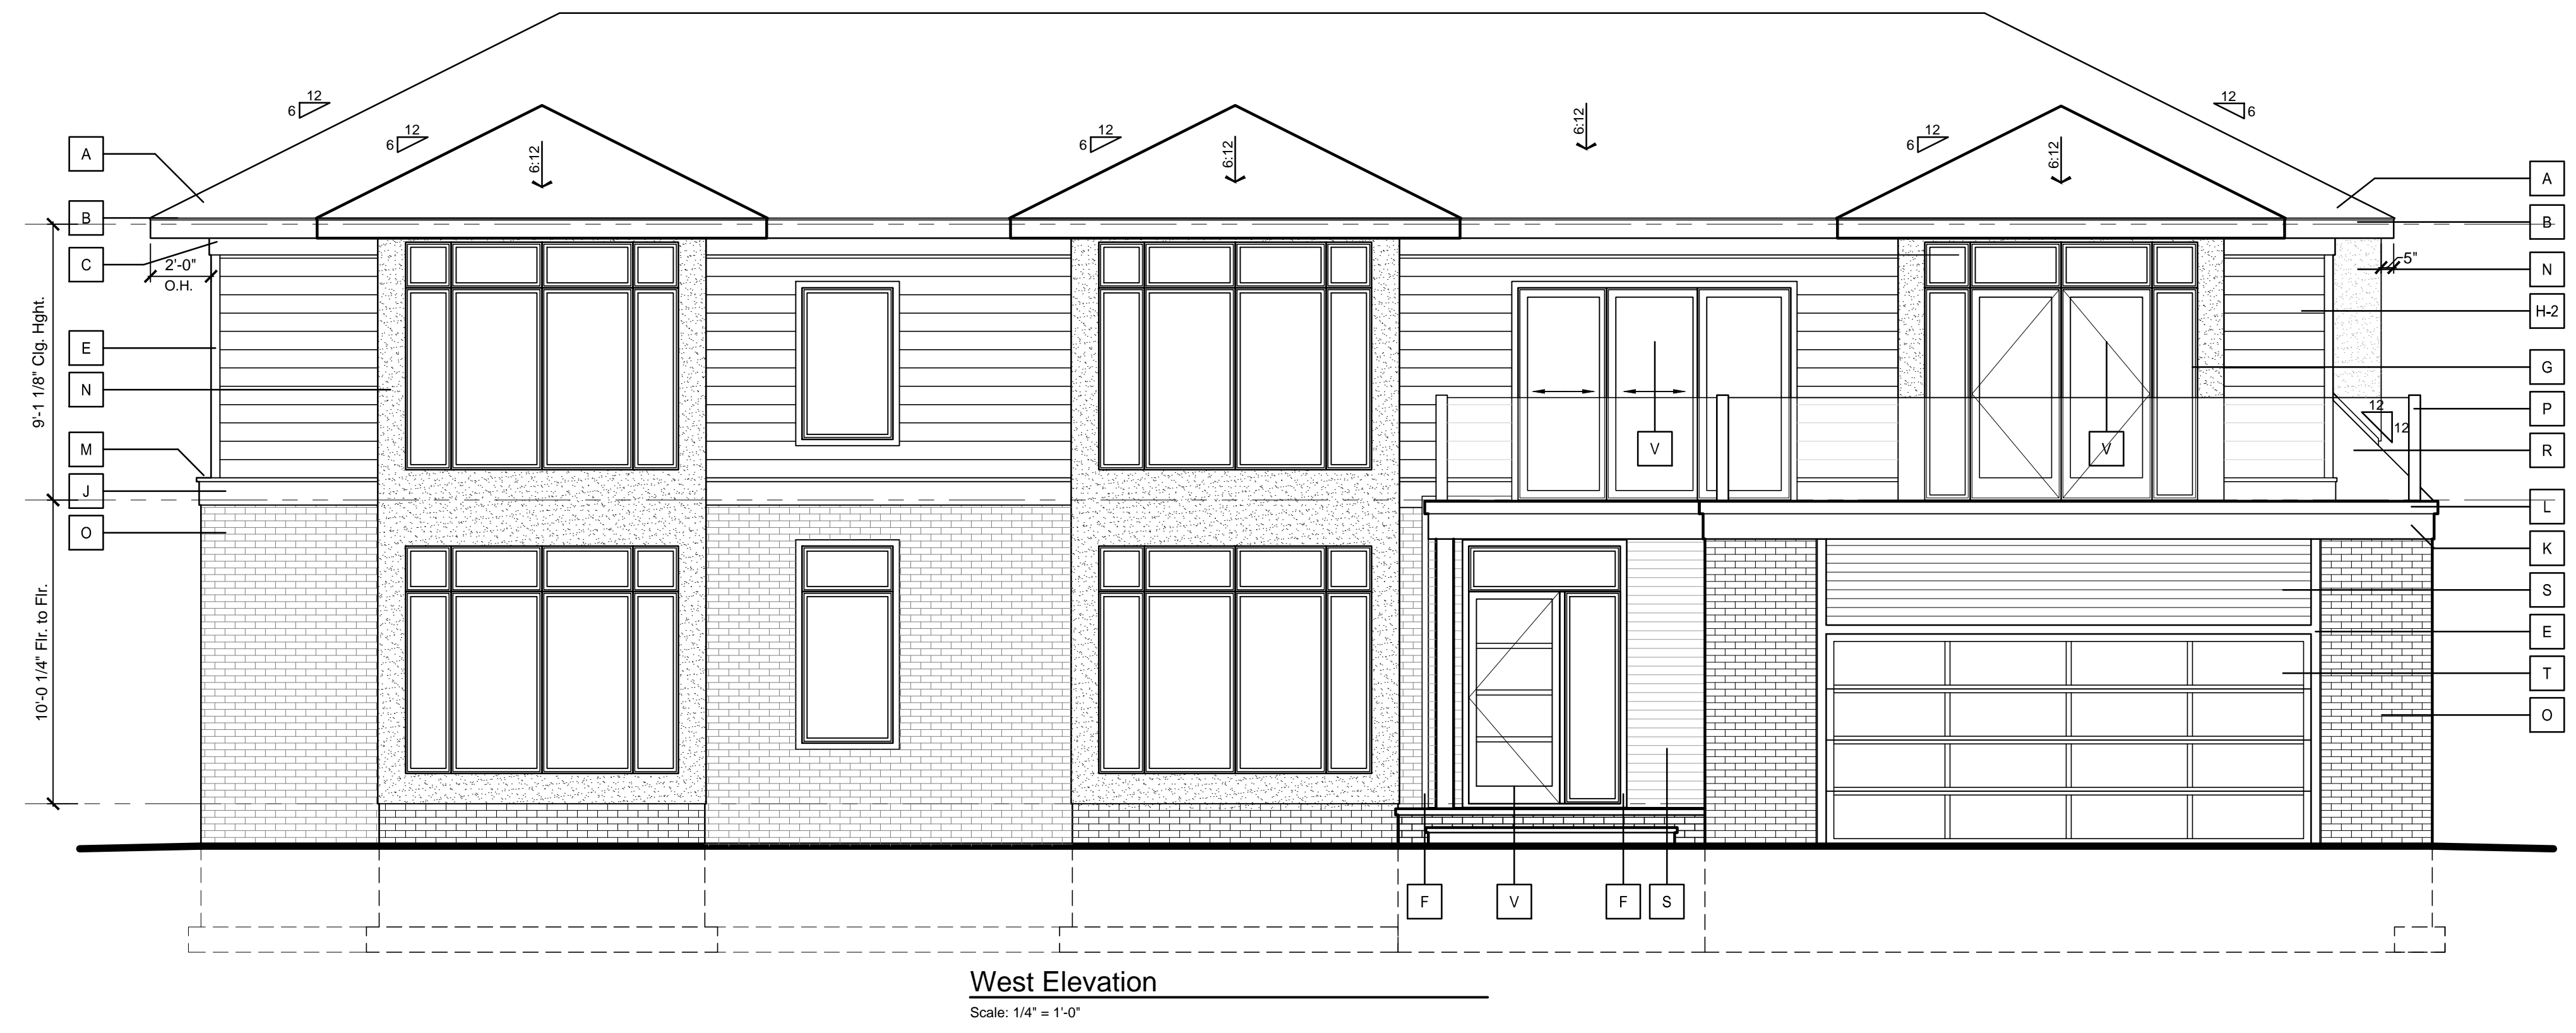 12
6
12
6
6:12
12
6
6:12
6:12
12
6
6:12
12
6
A
B
C
2'-0"
O.H.
E
N
M
J
O
9'-1 1/8" Clg. Hght.
10'-0 1/4" Flr. to Flr.
A
B
5"
N
H-2
G
12
12
P
R
L
K
S
E
T
O
V
V
F
V
F
S
West Elevation
Scale: 1/4" = 1'-0"